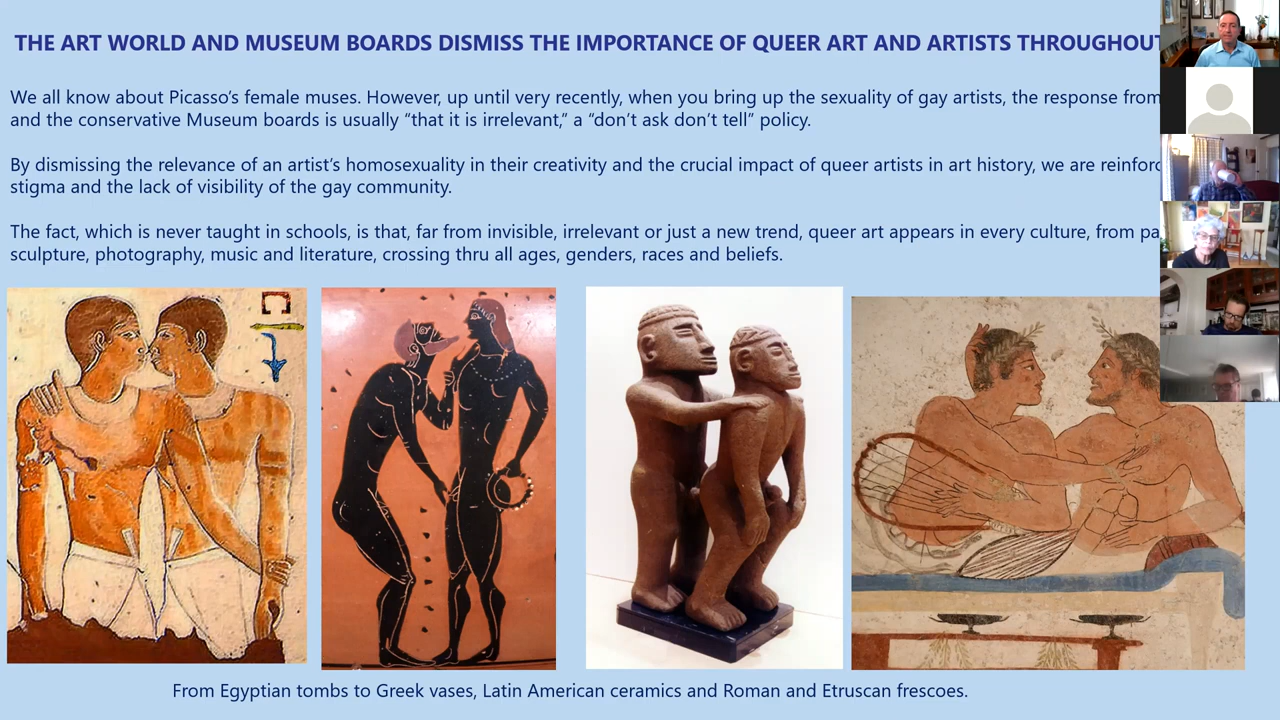 THE ART WORLD AND MUSEUM BOARDS DISMISS THE IMPORTANCE OF QUEER ART AND ARTISTS THROUGHOUT
We all know about Picasso's female muses. However, up until very recently, when you bring up the sexuality of gay artists, the response from
and the conservative Museum boards is usually “that it is irrelevant,” a “don't ask don't tell” policy.
By dismissing the relevance of an artist's homosexuality in their creativity and the crucial impact of queer artists in art history, we are
stigma and the lack of visibility of the gay community.
The fact, which is never taught in schools, is that, far from invisible, irrelevant or just a new trend, queer art appears in every culture, from
sculpture, photography, music and literature, crossing thru all ages, genders, races and beliefs.
From Egyptian tombs to Greek vases, Latin American ceramics and Roman and Etruscan frescoes.